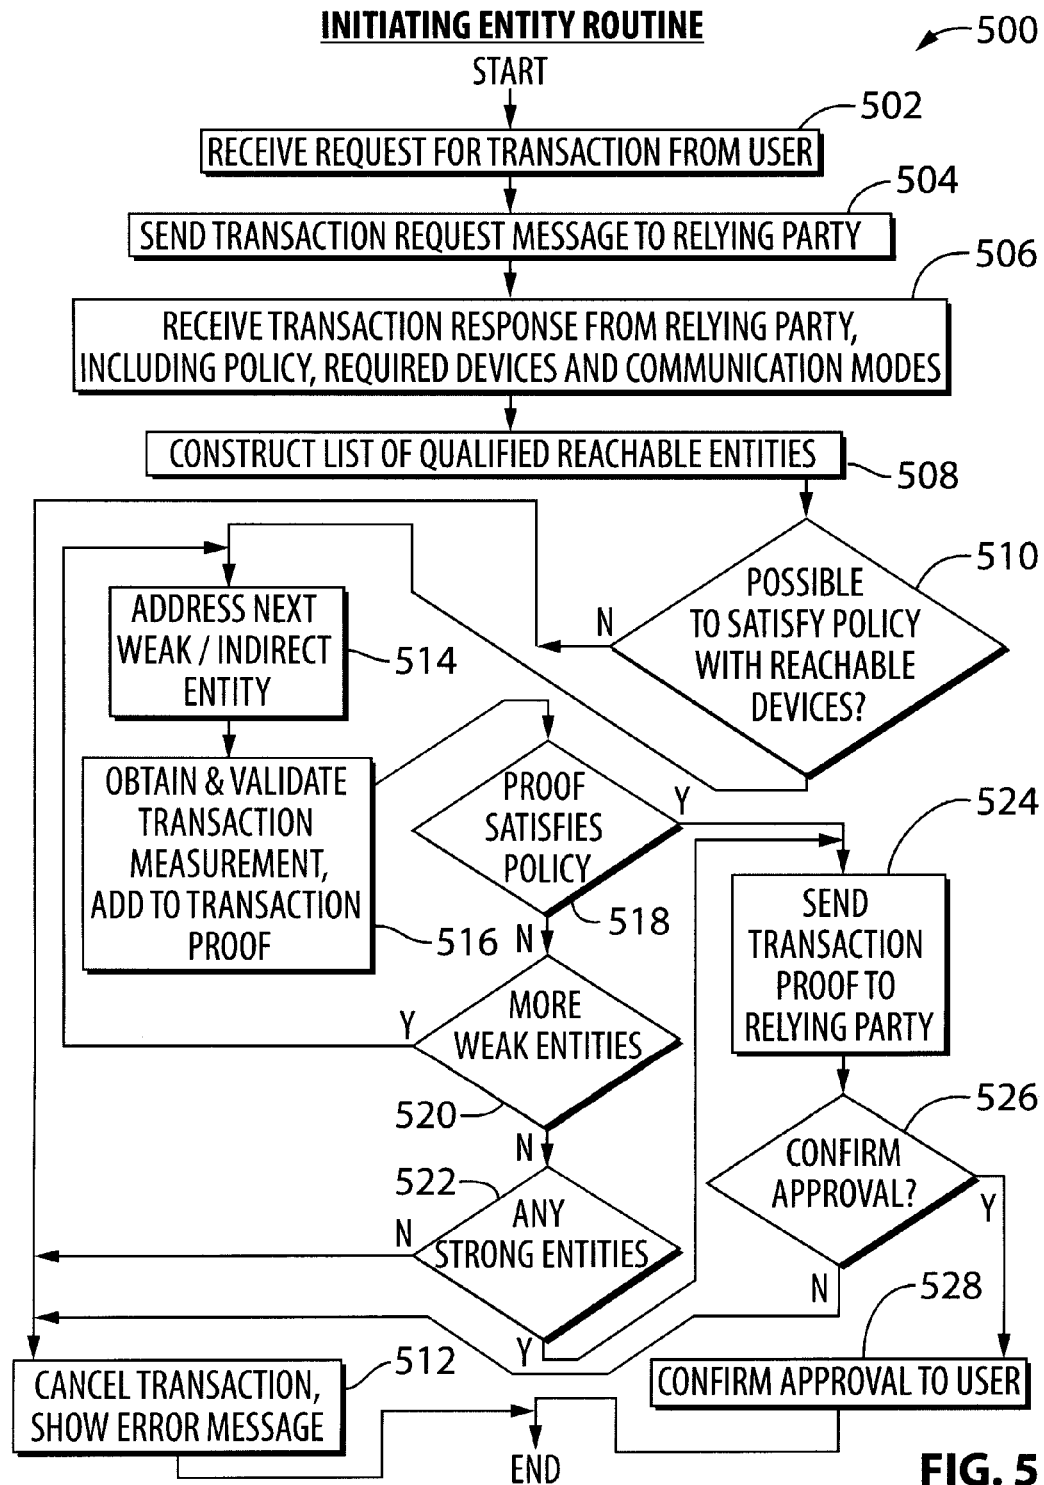 INITIATING ENTITY ROUTINE
500
START
502
RECEIVE REQUEST FOR TRANSACTION FROM USER
504
SEND TRANSACTION REQUEST MESSAGE TO RELYING PARTY
506
RECEIVE TRANSACTION RESPONSE FROM RELYING PARTY,
INCLUDING POLICY, REQUIRED DEVICES AND COMMUNICATION MODES
CONSTRUCT LIST OF QUALIFIED REACHABLE ENTITIES
508
510
POSSIBLE
TO SATISFY POLICY
WITH REACHABLE
DEVICES?
N
Y
ADDRESS NEXT
WEAK / INDIRECT
ENTITY
514
OBTAIN & VALIDATE
TRANSACTION
MEASUREMENT,
ADD TO TRANSACTION
PROOF
516
PROOF
SATISFIES
POLICY
518
N
MORE
WEAK ENTITIES
Y
520
N
522
ANY
STRONG ENTITIES
N
Y
524
SEND
TRANSACTION
PROOF TO
RELYING PARTY
526
CONFIRM
APPROVAL?
Y
N
528
CONFIRM APPROVAL TO USER
512
CANCEL TRANSACTION,
SHOW ERROR MESSAGE
END
FIG. 5